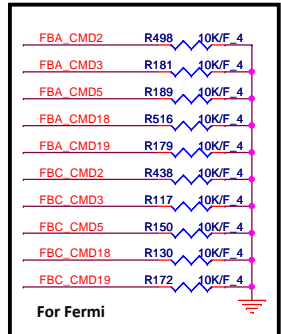 FBA_CMD2 R498 10K/F_4
FBA_CMD3 R181 10K/F_4
FBA_CMD5 R189 10K/F_4
FBA_CMD18 R516 10K/F_4
FBA_CMD19 R179 10K/F_4
FBC_CMD2 R438 10K/F_4
FBC_CMD3 R117 10K/F_4
FBC_CMD5 R150 10K/F_4
FBC_CMD18 R130 10K/F_4
FBC_CMD19 R172 10K/F_4
For Fermi